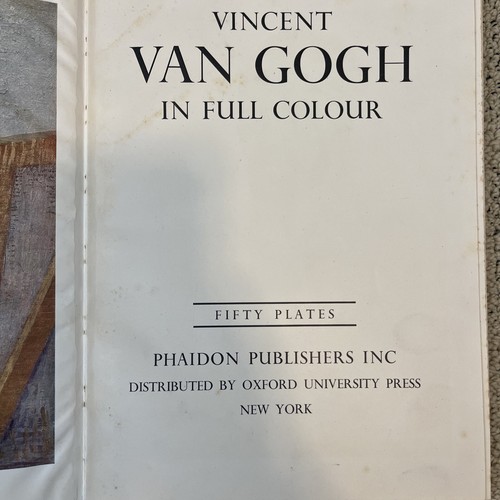 VINCENT
VAN GOGH
IN FULL COLOUR
FIFTY PLATES
PHAIDON PUBLISHERS INC
DISTRIBUTED BY OXFORD UNIVERSITY PRESS
NEW YORK